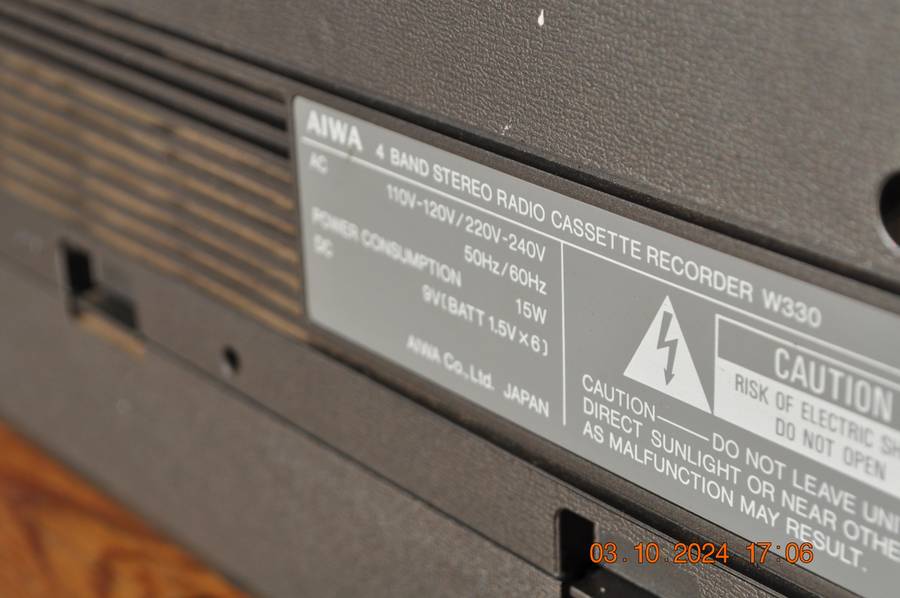 AIWA 4 BAND STEREO RADIO CASSETTE RECORDER W330
AC 110V-120V/220V-240V
50Hz/60Hz
POWER CONSUMPTION 15W
DC 9V(BATT 1.5V×6)
AIWA Co., Ltd. JAPAN
CAUTION
RISK OF ELECTRIC
DO NOT OPEN
CAUTION—DO NOT LEAVE
DIRECT SUNLIGHT OR NEAR
AS MALFUNCTION MAY RESULT.
03.10.2024 17:06